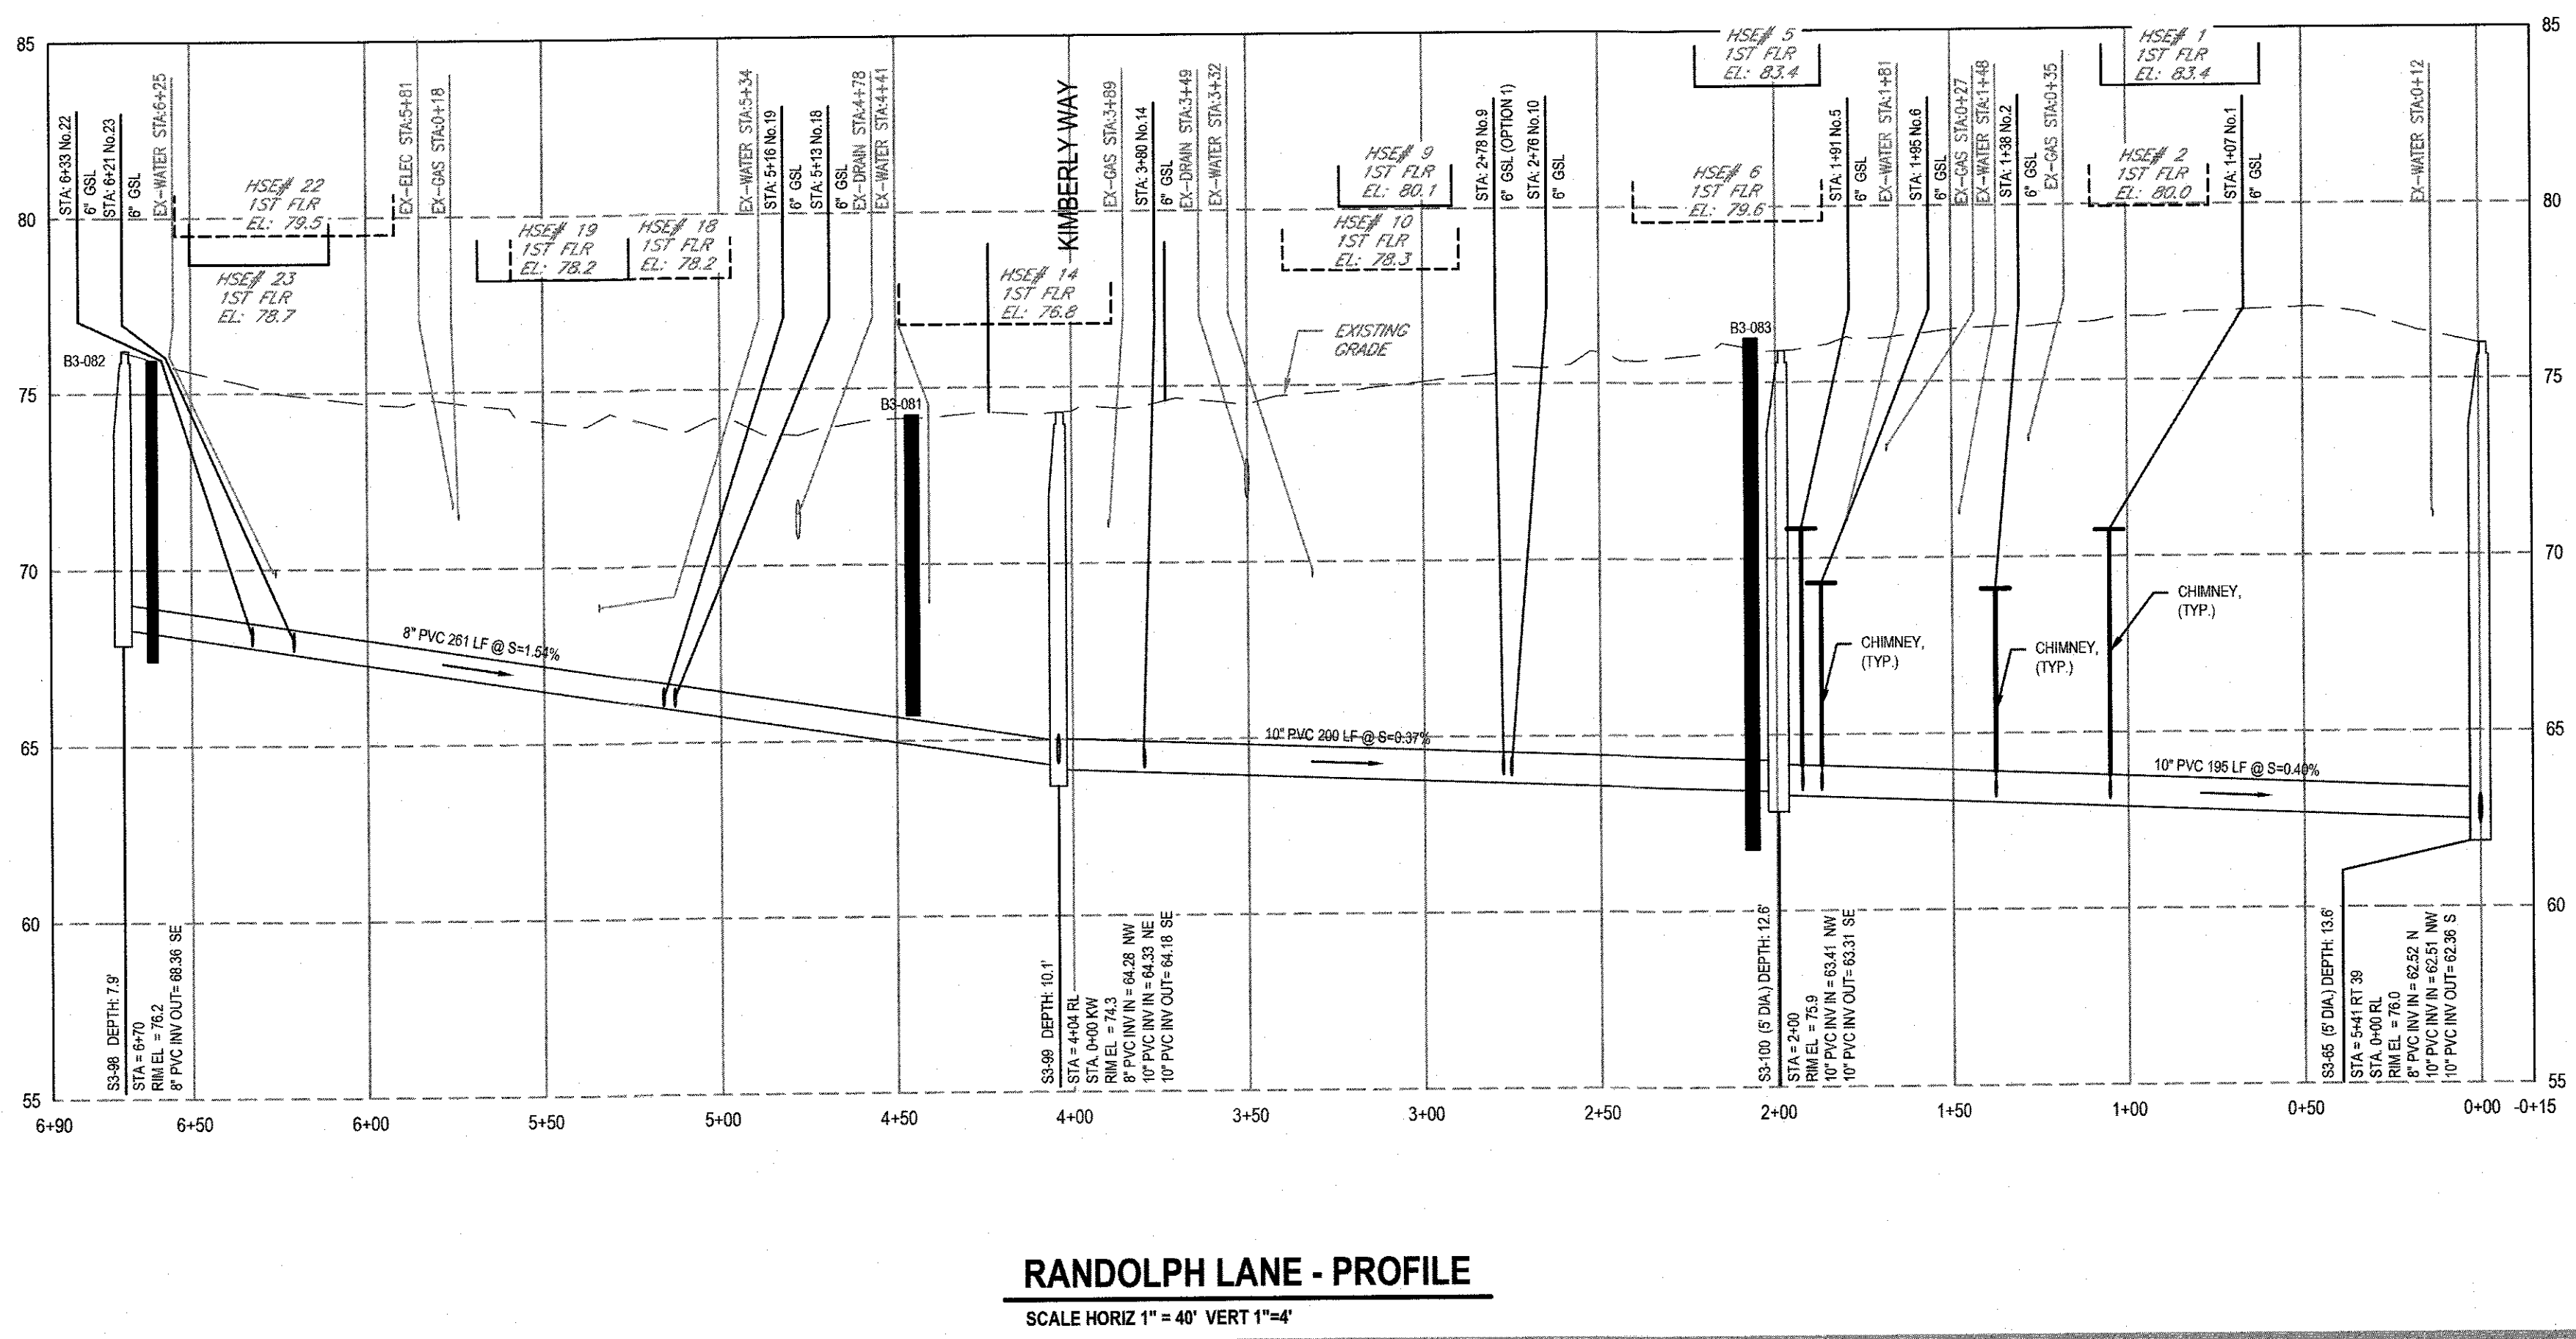 85
85
80
80
75
75
70
70
65
65
60
60
55
55
STA: 6+33 No.22
6" GSL
STA: 6+21 No.23
6" GSL
EX-WATER STA:6+25
HSE# 22
1ST FLR
EL: 79.5
HSE# 23
1ST FLR
EL: 78.7
EX-ELEC STA:5+81
EX-GAS STA:0+18
HSE# 19
1ST FLR
EL: 78.2
HSE# 18
1ST FLR
EL: 78.2
EX-WATER STA:5+34
STA: 5+16 No.19
6" GSL
STA: 5+13 No.18
6" GSL
EX-DRAIN STA:4+78
EX-WATER STA:4+41
HSE# 14
1ST FLR
EL: 76.8
KIMBERLY WAY
EX-GAS STA:3+89
STA: 3+80 No.14
6" GSL
EX-DRAIN STA:3+49
EX-WATER STA:3+32
HSE# 9
1ST FLR
EL: 80.1
HSE# 10
1ST FLR
EL: 78.3
EXISTING
GRADE
STA: 2+78 No.9
6" GSL (OPTION 1)
STA: 2+76 No.10
6" GSL
HSE# 5
1ST FLR
EL: 83.4
HSE# 6
1ST FLR
EL: 79.6
STA: 1+91 No.5
6" GSL
EX-WATER STA:1+81
STA: 1+95 No.6
6" GSL
EX-GAS STA:0+27
EX-WATER STA:1+48
STA: 1+38 No.2
6" GSL
EX-GAS STA:0+35
HSE# 1
1ST FLR
EL: 83.4
HSE# 2
1ST FLR
EL: 80.0
STA: 1+07 No.1
6" GSL
EX-WATER STA:0+12
B3-082
B3-081
B3-083
8" PVC 261 LF @ S=1.54%
10" PVC 200 LF @ S=0.37%
10" PVC 195 LF @ S=0.40%
CHIMNEY,
(TYP.)
CHIMNEY,
(TYP.)
CHIMNEY,
(TYP.)
S3-98 DEPTH: 7.9'
STA = 6+70
RIM EL = 76.2
8" PVC INV OUT= 68.36 SE
S3-99 DEPTH: 10.1'
STA = 4+04 RL
STA. 0+00 KW
RIM EL = 74.3
8" PVC INV IN = 64.28 NW
10" PVC INV IN = 64.33 NE
10" PVC INV OUT= 64.18 SE
S3-100 (5' DIA.) DEPTH: 12.6'
STA = 2+00
RIM EL = 75.9
10" PVC INV IN = 63.41 NW
10" PVC INV OUT= 63.31 SE
S3-65 (5' DIA.) DEPTH: 13.6'
STA = 5+41 RT 39
STA. 0+00 RL
RIM EL = 76.0
8" PVC INV IN = 62.52 N
10" PVC INV IN = 62.51 NW
10" PVC INV OUT= 62.36 S
6+90
6+50
6+00
5+50
5+00
4+50
4+00
3+50
3+00
2+50
2+00
1+50
1+00
0+50
0+00
-0+15
RANDOLPH LANE - PROFILE
SCALE HORIZ 1" = 40' VERT 1"=4'